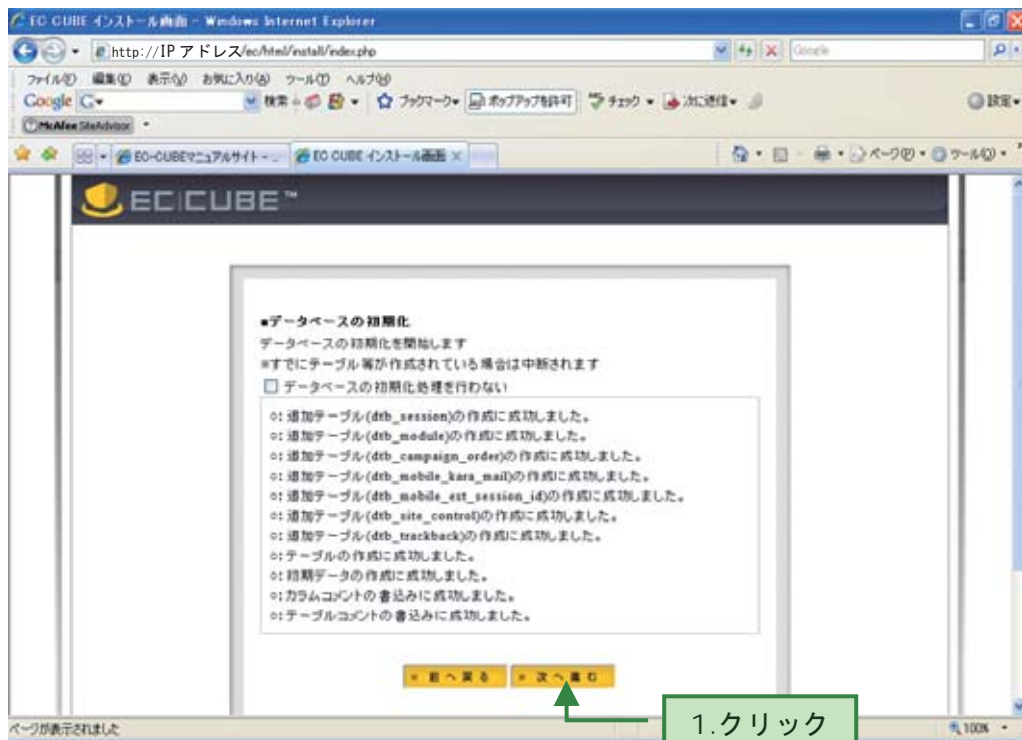 EC CUBE インストール画面 - Windows Internet Explorer
http://IP アドレス/ec/html/install/index.php
Google
ファイル(F) 編集(E) 表示(V) お気に入り(A) ツール(T) ヘルプ(H)
Google G 検索 ブックマーク ポップアップを許可 チェック 次に送信 設定
McAfee SiteAdvisor
EC-CUBEマニュアルサイト - ... EC CUBE インストール画面 ページ(P) ツール(O)
EC CUBE™
■データベースの初期化
データベースの初期化を開始します
※すでにテーブル等が作成されている場合は中断されます
データベースの初期化処理を行わない
○: 追加テーブル(dtb_session)の作成に成功しました。
○: 追加テーブル(dtb_module)の作成に成功しました。
○: 追加テーブル(dtb_campaign_order)の作成に成功しました。
○: 追加テーブル(dtb_mobile_kara_mail)の作成に成功しました。
○: 追加テーブル(dtb_mobile_ext_session_id)の作成に成功しました。
○: 追加テーブル(dtb_site_control)の作成に成功しました。
○: 追加テーブル(dtb_trackback)の作成に成功しました。
○: テーブルの作成に成功しました。
○: 初期データの作成に成功しました。
○: カラムコメントの書込みに成功しました。
○: テーブルコメントの書込みに成功しました。
前へ戻る 次へ進む
1.クリック
ページが表示されました 100%